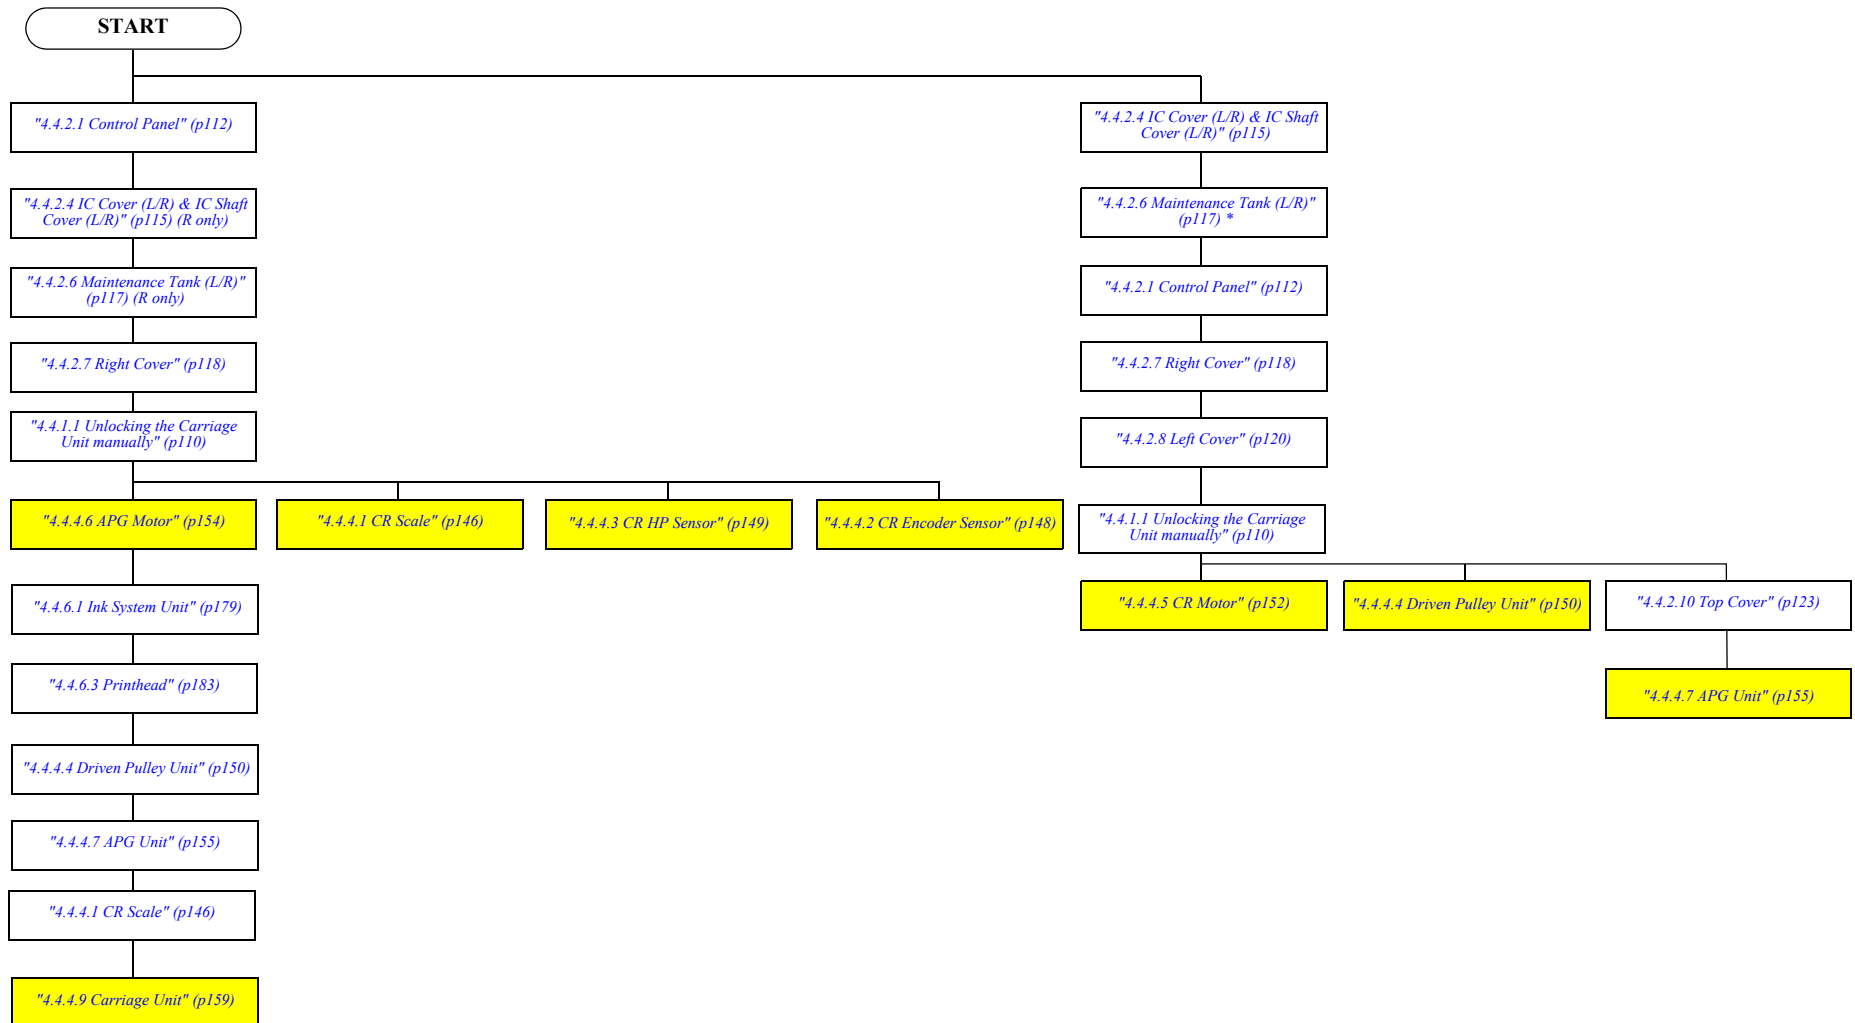 START
"4.4.2.1 Control Panel" (p112)
"4.4.2.4 IC Cover (L/R) & IC Shaft
Cover (L/R)" (p115) (R only)
"4.4.2.6 Maintenance Tank (L/R)"
(p117) (R only)
"4.4.2.7 Right Cover" (p118)
"4.4.1.1 Unlocking the Carriage
Unit manually" (p110)
"4.4.4.6 APG Motor" (p154)
"4.4.4.1 CR Scale" (p146)
"4.4.4.3 CR HP Sensor" (p149)
"4.4.4.2 CR Encoder Sensor" (p148)
"4.4.6.1 Ink System Unit" (p179)
"4.4.6.3 Printhead" (p183)
"4.4.4.4 Driven Pulley Unit" (p150)
"4.4.4.7 APG Unit" (p155)
"4.4.4.1 CR Scale" (p146)
"4.4.4.9 Carriage Unit" (p159)
"4.4.2.4 IC Cover (L/R) & IC Shaft
Cover (L/R)" (p115)
"4.4.2.6 Maintenance Tank (L/R)"
(p117) *
"4.4.2.1 Control Panel" (p112)
"4.4.2.7 Right Cover" (p118)
"4.4.2.8 Left Cover" (p120)
"4.4.1.1 Unlocking the Carriage
Unit manually" (p110)
"4.4.4.5 CR Motor" (p152)
"4.4.4.4 Driven Pulley Unit" (p150)
"4.4.2.10 Top Cover" (p123)
"4.4.4.7 APG Unit" (p155)